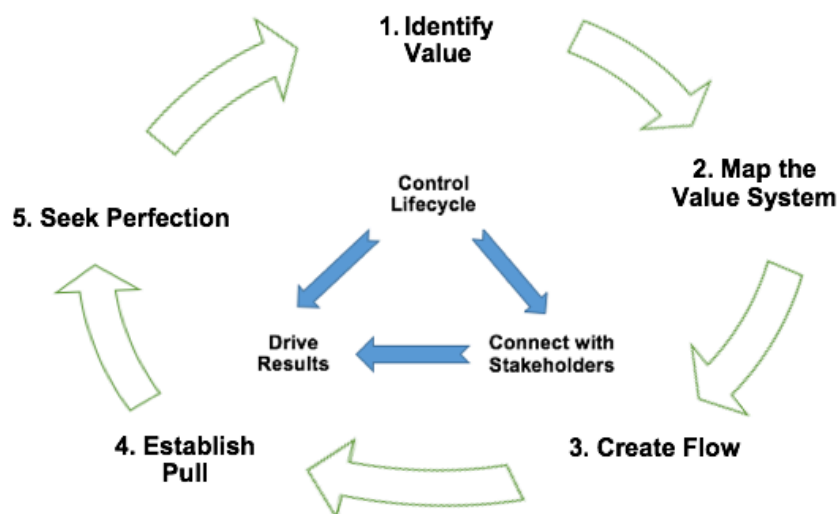 1. Identify
Value
2. Map the
Value System
Control
Lifecycle
5. Seek Perfection
Drive
Results
Connect with
Stakeholders
4. Establish
Pull
3. Create Flow